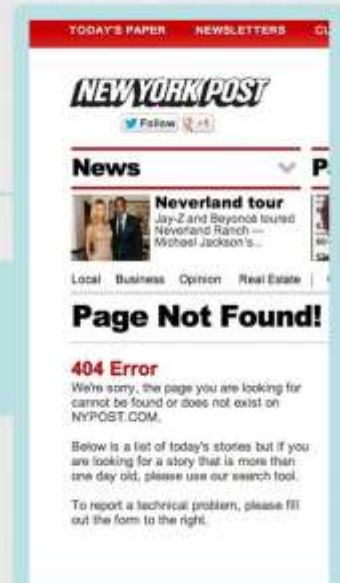 TODAY'S PAPER NEWSLETTERS
NEW YORK POST
Follow +1
News
Neverland tour
Jay-Z and Beyoncé toured
Neverland Ranch —
Michael Jackson's...
Local Business Opinion Real Estate
Page Not Found!
404 Error
We're sorry, the page you are looking for
cannot be found or does not exist on
NYPOST.COM.
Below is a list of today's stories but if you
are looking for a story that is more than
one day old, please use our search tool.
To report a technical problem, please fill
out the form to the right.